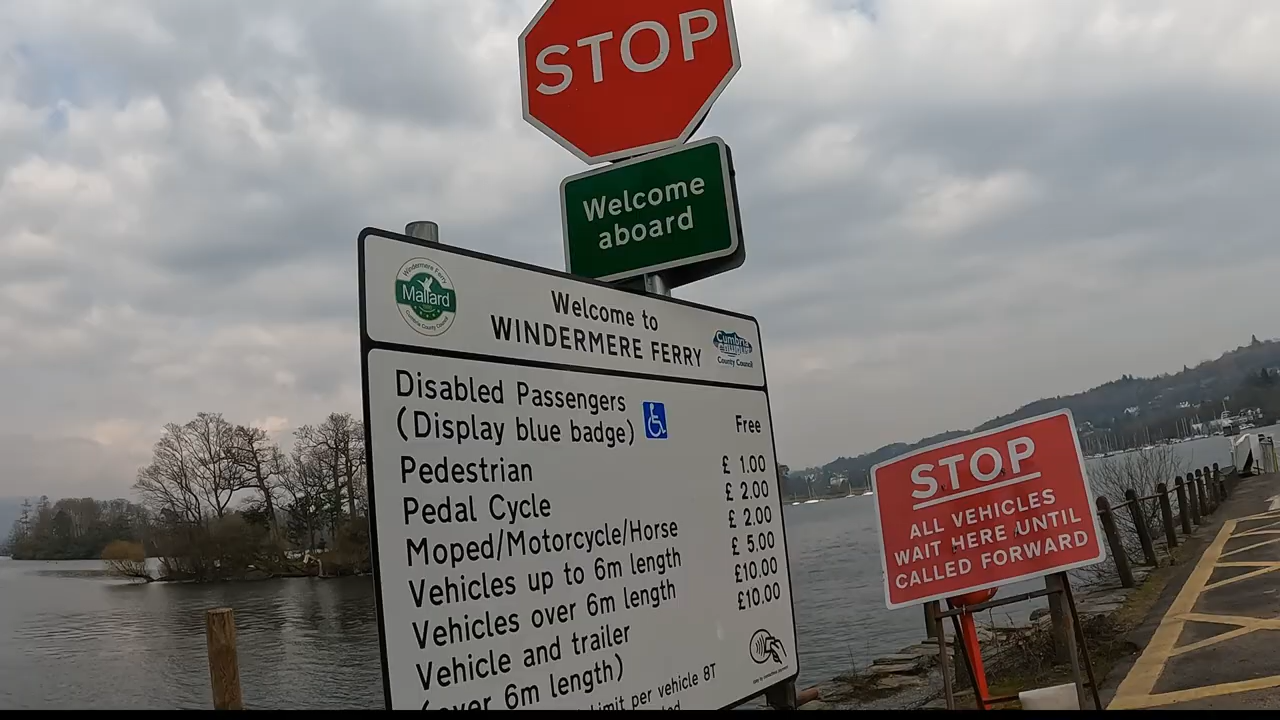 STOP
Welcome
aboard
Windermere Ferry
Mallard
Cumbria County Council
Welcome to
WINDERMERE FERRY
Cumbria
County Council
Disabled Passengers
(Display blue badge) Free
Pedestrian £ 1.00
Pedal Cycle £ 2.00
Moped/Motorcycle/Horse £ 2.00
Vehicles up to 6m length £ 5.00
Vehicles over 6m length £10.00
Vehicle and trailer £10.00
(over 6m length)
limit per vehicle 8T
STOP
ALL VEHICLES
WAIT HERE UNTIL
CALLED FORWARD